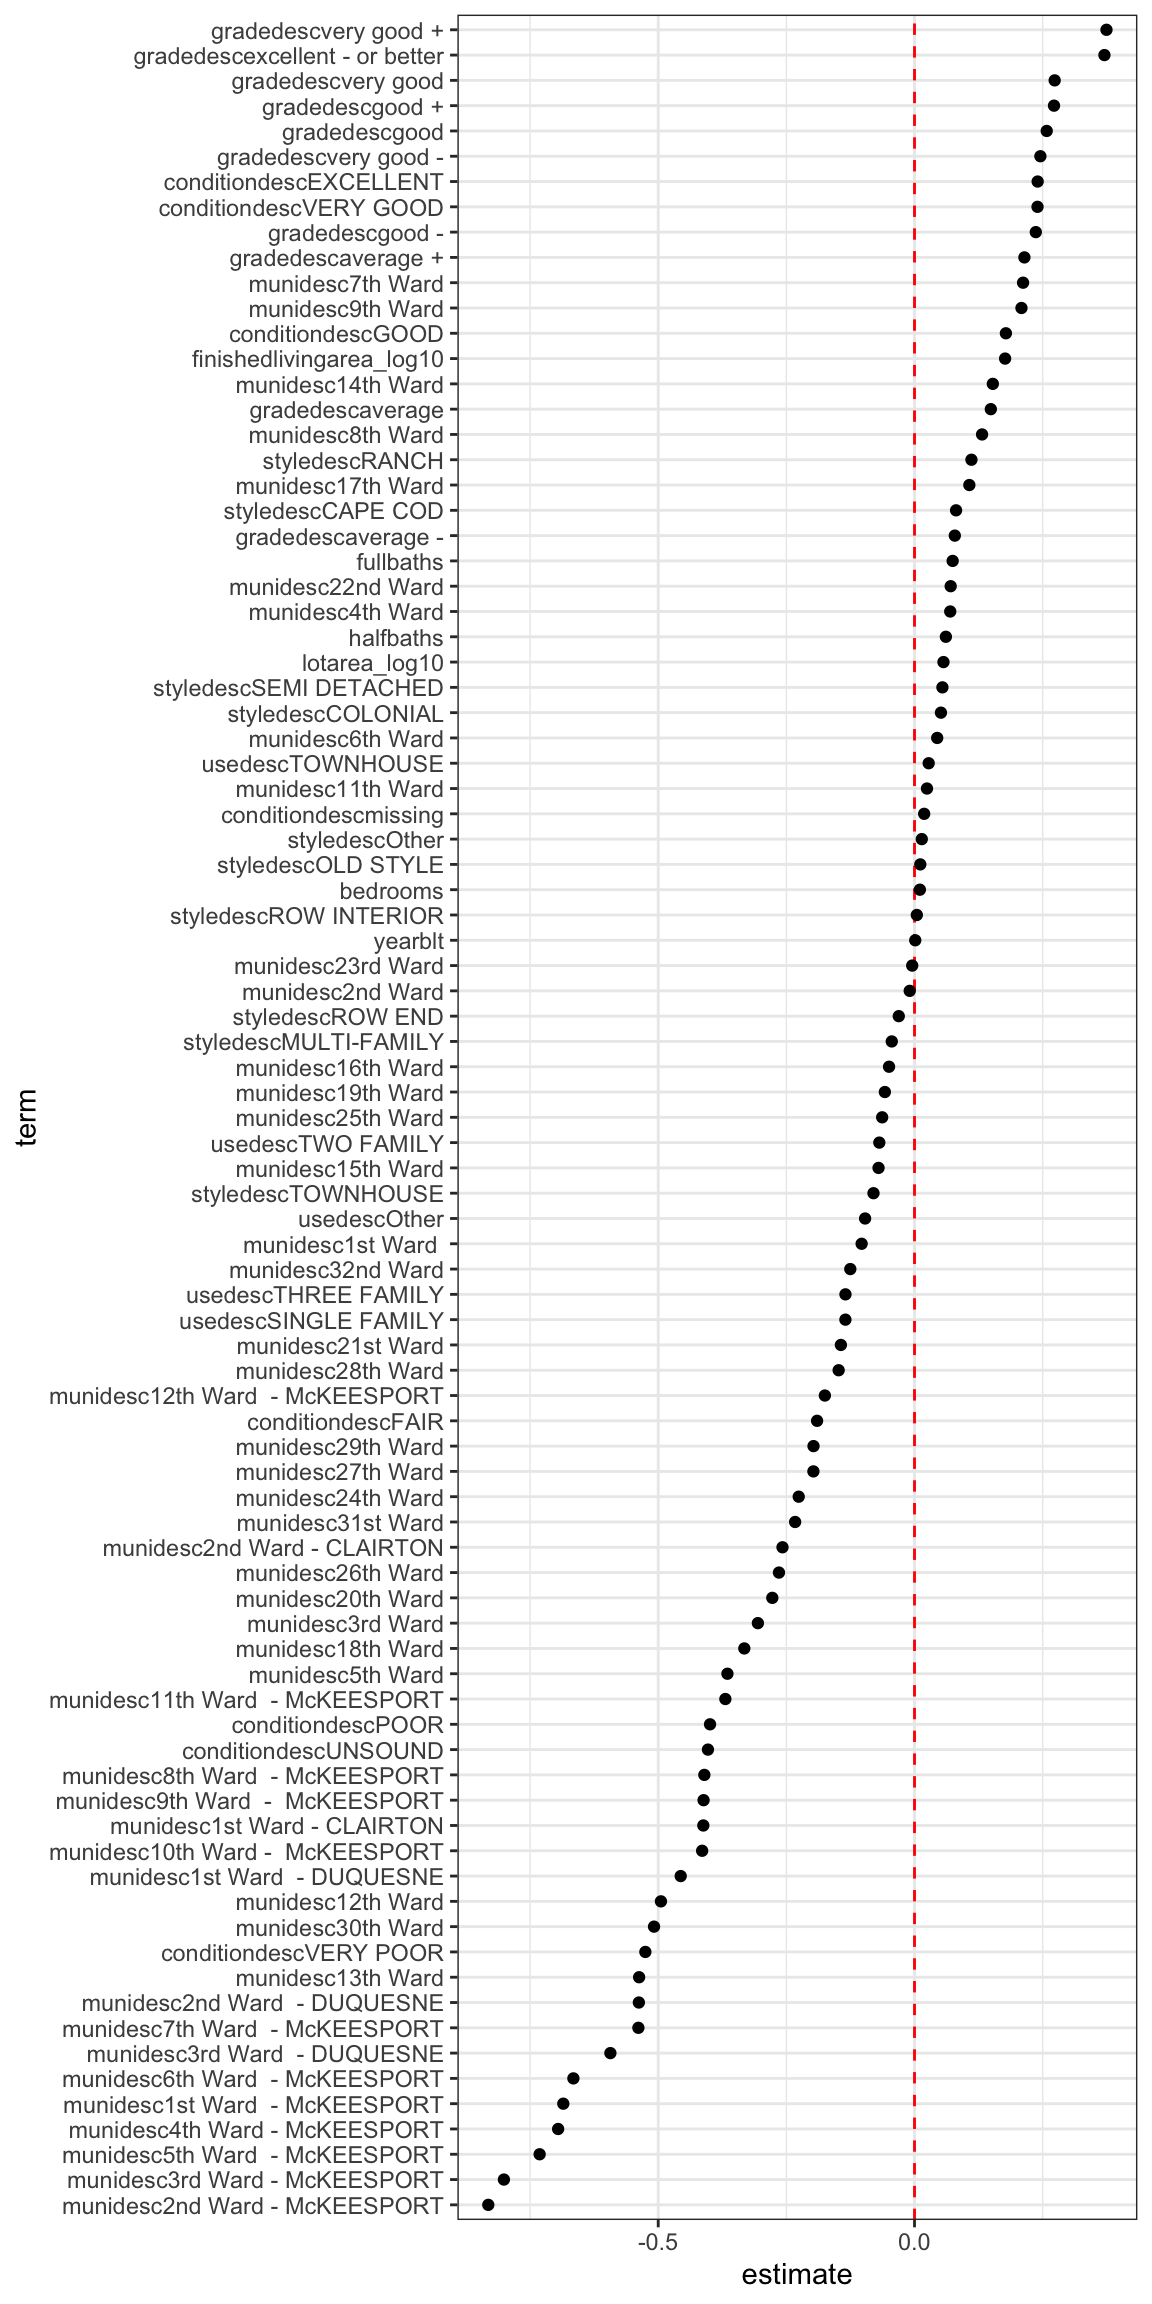 gradedescvery good +
gradedescexcellent - or better
gradedescvery good
gradedescgood +
gradedescgood
gradedescvery good -
conditiondescEXCELLENT
conditiondescVERY GOOD
gradedescgood -
gradedescaverage +
munidesc7th Ward
munidesc9th Ward
conditiondescGOOD
finishedlivingarea_log10
munidesc14th Ward
gradedescaverage
munidesc8th Ward
styledescRANCH
munidesc17th Ward
styledescCAPE COD
gradedescaverage -
fullbaths
munidesc22nd Ward
munidesc4th Ward
halfbaths
lotarea_log10
styledescSEMI DETACHED
styledescCOLONIAL
munidesc6th Ward
usedescTOWNHOUSE
munidesc11th Ward
conditiondescmissing
styledescOther
styledescOLD STYLE
bedrooms
styledescROW INTERIOR
yearblt
munidesc23rd Ward
munidesc2nd Ward
styledescROW END
styledescMULTI-FAMILY
munidesc16th Ward
munidesc19th Ward
munidesc25th Ward
usedescTWO FAMILY
munidesc15th Ward
styledescTOWNHOUSE
usedescOther
munidesc1st Ward
munidesc32nd Ward
usedescTHREE FAMILY
usedescSINGLE FAMILY
munidesc21st Ward
munidesc28th Ward
munidesc12th Ward  - McKEESPORT
conditiondescFAIR
munidesc29th Ward
munidesc27th Ward
munidesc24th Ward
munidesc31st Ward
munidesc2nd Ward - CLAIRTON
munidesc26th Ward
munidesc20th Ward
munidesc3rd Ward
munidesc18th Ward
munidesc5th Ward
munidesc11th Ward  - McKEESPORT
conditiondescPOOR
conditiondescUNSOUND
munidesc8th Ward  - McKEESPORT
munidesc9th Ward  -  McKEESPORT
munidesc1st Ward - CLAIRTON
munidesc10th Ward -  McKEESPORT
munidesc1st Ward  - DUQUESNE
munidesc12th Ward
munidesc30th Ward
conditiondescVERY POOR
munidesc13th Ward
munidesc2nd Ward  - DUQUESNE
munidesc7th Ward  - McKEESPORT
munidesc3rd Ward  - DUQUESNE
munidesc6th Ward  - McKEESPORT
munidesc1st Ward  - McKEESPORT
munidesc4th Ward - McKEESPORT
munidesc5th Ward - McKEESPORT
munidesc3rd Ward - McKEESPORT
munidesc2nd Ward - McKEESPORT
term
-0.5 0.0
estimate